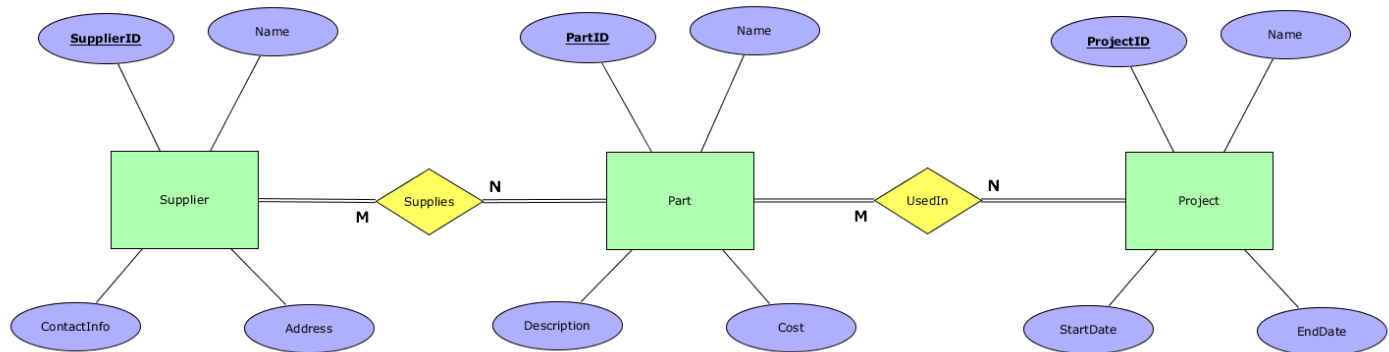 SupplierID
Name
PartID
Name
ProjectID
Name
Supplier
M
Supplies
N
Part
M
UsedIn
N
Project
ContactInfo
Address
Description
Cost
StartDate
EndDate